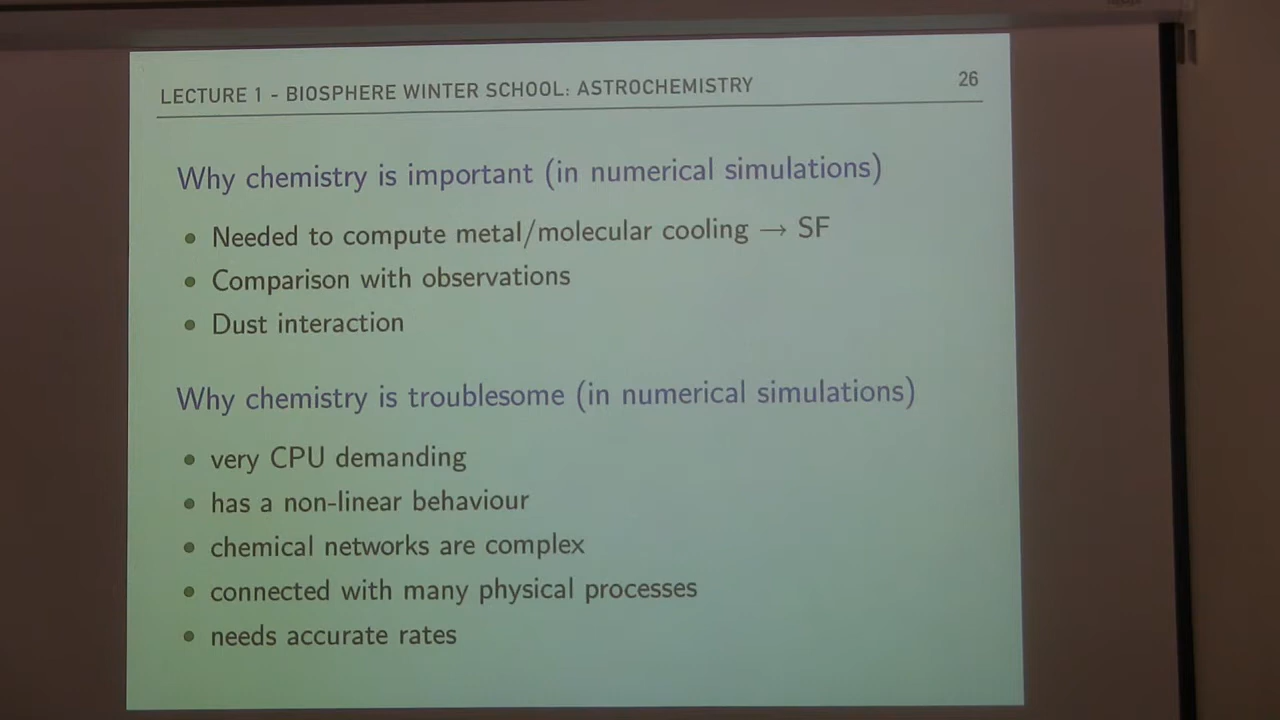 LECTURE 1 - BIOSPHERE WINTER SCHOOL: ASTROCHEMISTRY 26
Why chemistry is important (in numerical simulations)
• Needed to compute metal/molecular cooling → SF
• Comparison with observations
• Dust interaction
Why chemistry is troublesome (in numerical simulations)
• very CPU demanding
• has a non-linear behaviour
• chemical networks are complex
• connected with many physical processes
• needs accurate rates